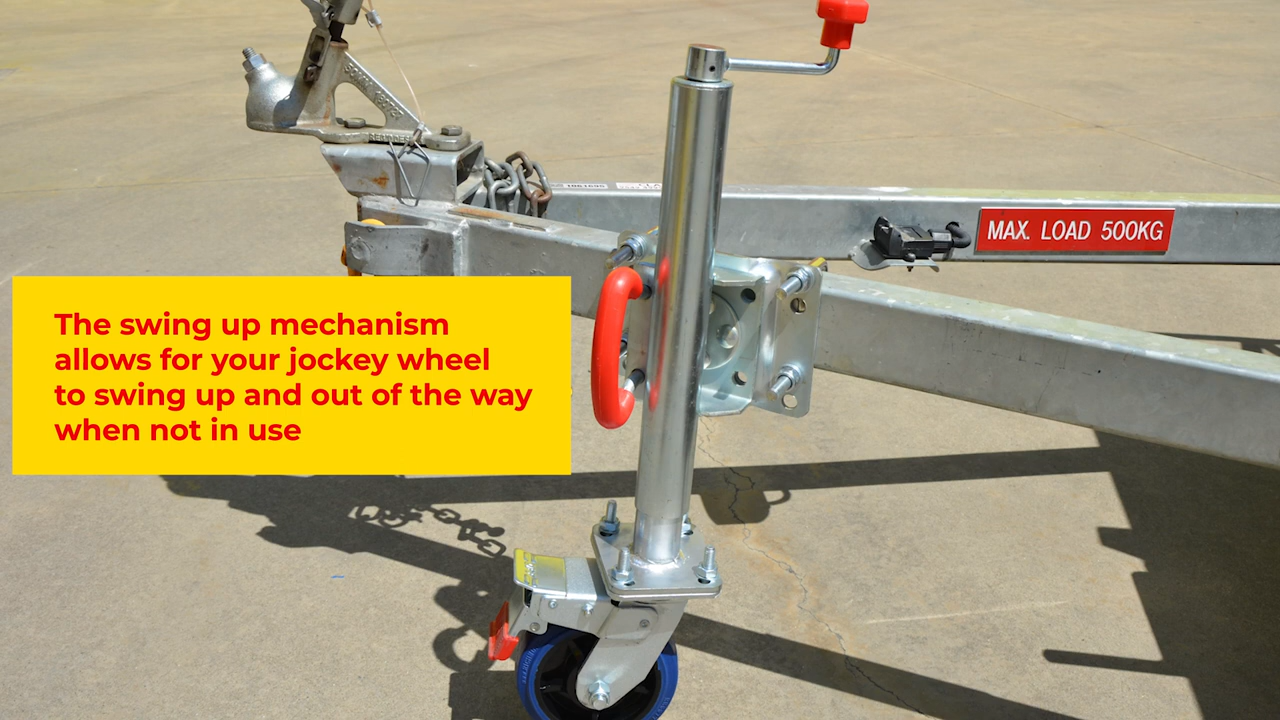 MAX. LOAD 500KG
The swing up mechanism
allows for your jockey wheel
to swing up and out of the way
when not in use